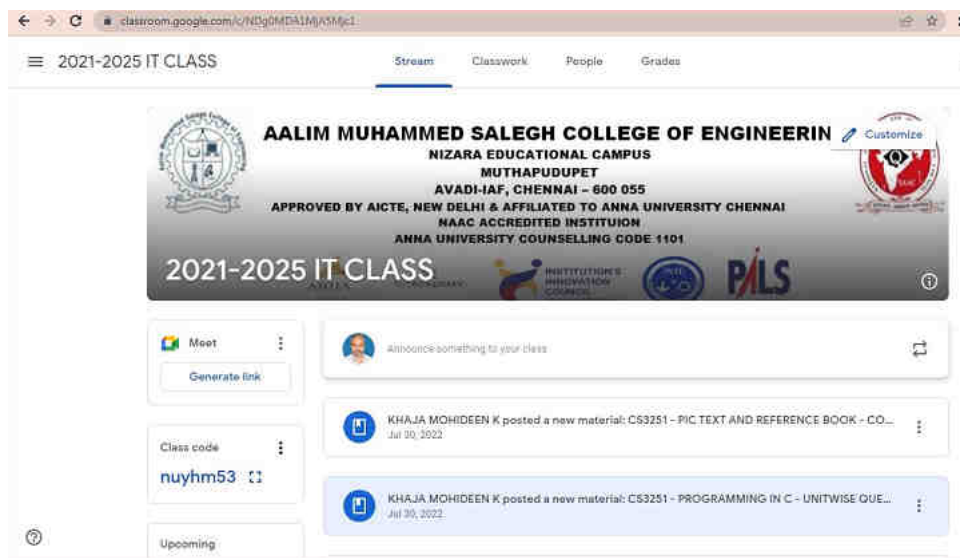 classroom.google.com/c/NDg0MDA1MjA5Mjc1
2021-2025 IT CLASS
Stream
Classwork
People
Grades
AALIM MUHAMMED SALEGH COLLEGE OF ENGINEERIN
Customize
NIZARA EDUCATIONAL CAMPUS
MUTHAPUDUPET
AVADI-IAF, CHENNAI – 600 055
APPROVED BY AICTE, NEW DELHI & AFFILIATED TO ANNA UNIVERSITY CHENNAI
NAAC ACCREDITED INSTITUION
ANNA UNIVERSITY COUNSELLING CODE 1101
2021-2025 IT CLASS
INSTITUTION'S
INNOVATION
COUNCIL
PALS
Meet
Generate link
Announce something to your class
KHAJA MOHIDEEN K posted a new material: CS3251 - PIC TEXT AND REFERENCE BOOK - CO...
Jul 30, 2022
Class code
nuyhm53
KHAJA MOHIDEEN K posted a new material: CS3251 - PROGRAMMING IN C - UNITWISE QUE...
Jul 30, 2022
Upcoming